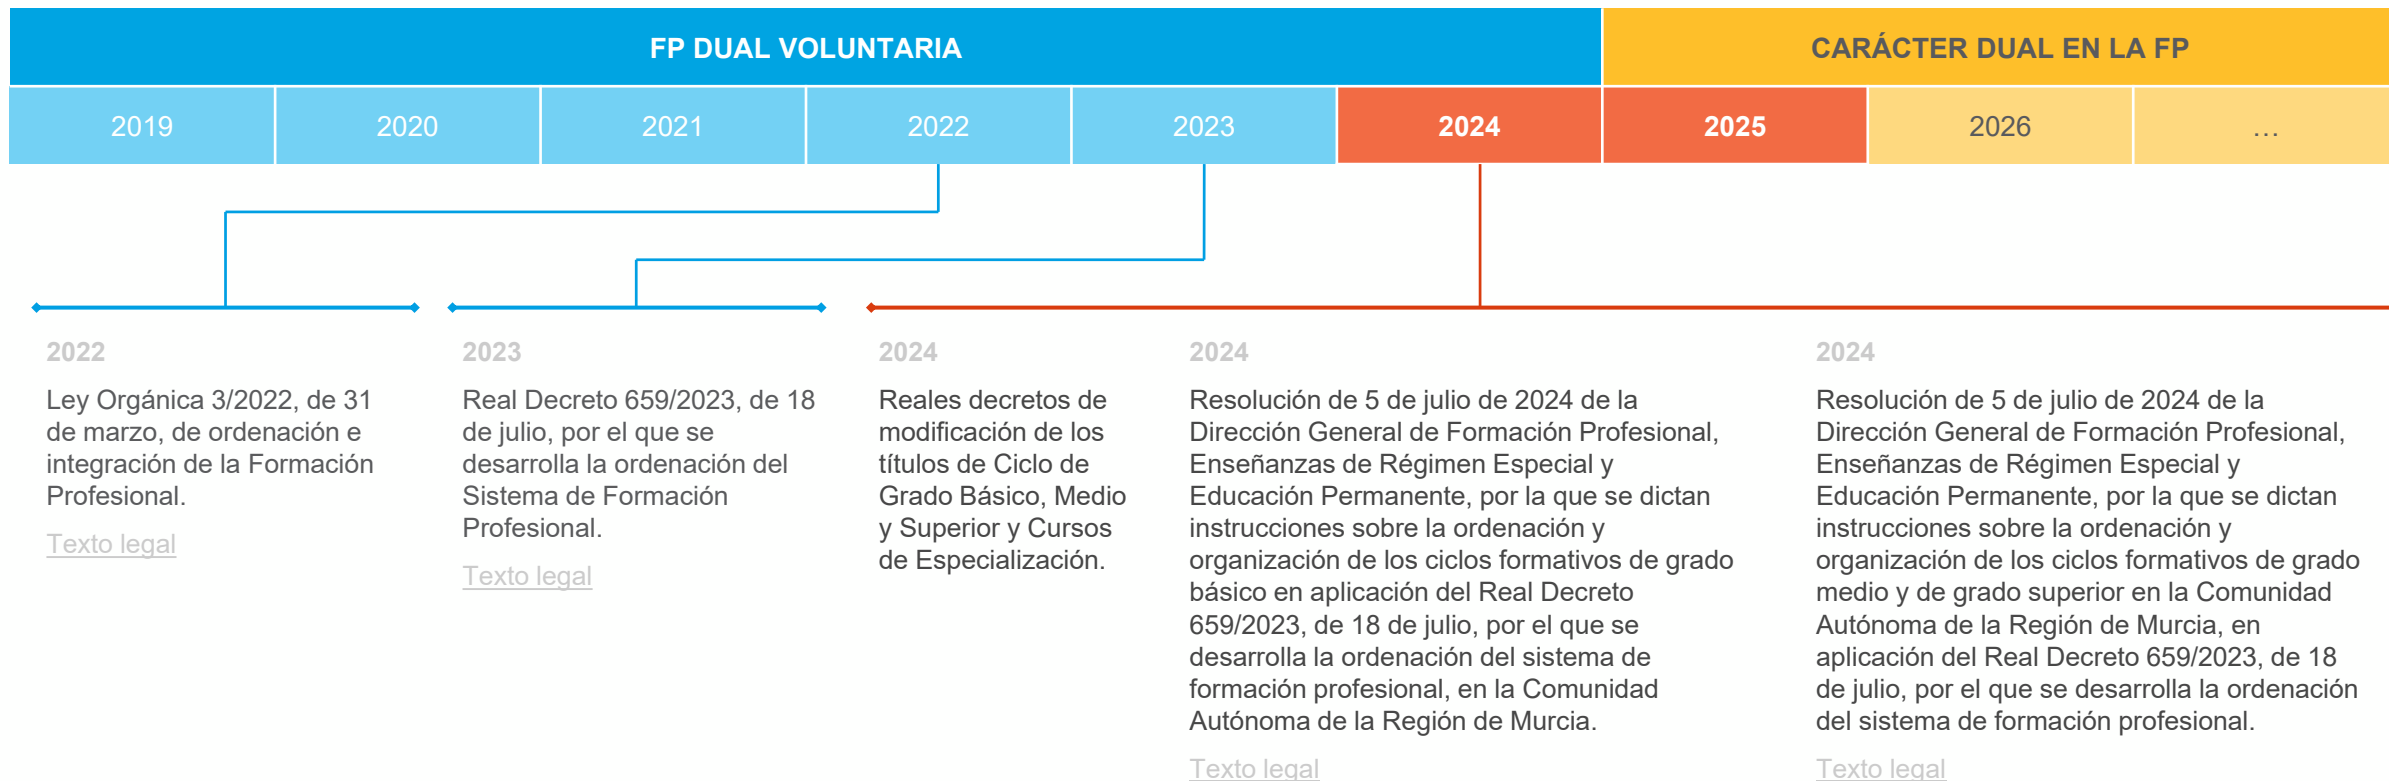 FP DUAL VOLUNTARIA
CARÁCTER DUAL EN LA FP
2019
2020
2021
2022
2023
2024
2025
2026
…
2022
Ley Orgánica 3/2022, de 31
de marzo, de ordenación e
integración de la Formación
Profesional.
Texto legal
2023
Real Decreto 659/2023, de 18
de julio, por el que se
desarrolla la ordenación del
Sistema de Formación
Profesional.
Texto legal
2024
Reales decretos de
modificación de los
títulos de Ciclo de
Grado Básico, Medio
y Superior y Cursos
de Especialización.
2024
Resolución de 5 de julio de 2024 de la
Dirección General de Formación Profesional,
Enseñanzas de Régimen Especial y
Educación Permanente, por la que se dictan
instrucciones sobre la ordenación y
organización de los ciclos formativos de grado
básico en aplicación del Real Decreto
659/2023, de 18 de julio, por el que se
desarrolla la ordenación del sistema de
formación profesional, en la Comunidad
Autónoma de la Región de Murcia.
Texto legal
2024
Resolución de 5 de julio de 2024 de la
Dirección General de Formación Profesional,
Enseñanzas de Régimen Especial y
Educación Permanente, por la que se dictan
instrucciones sobre la ordenación y
organización de los ciclos formativos de grado
medio y de grado superior en la Comunidad
Autónoma de la Región de Murcia, en
aplicación del Real Decreto 659/2023, de 18
de julio, por el que se desarrolla la ordenación
del sistema de formación profesional.
Texto legal